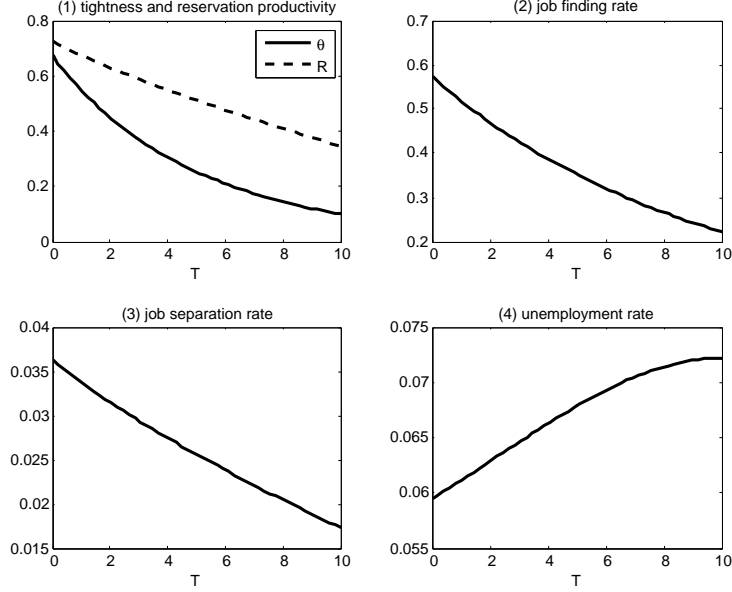 (1) tightness and reservation productivity
0.8
0.6
0.4
0.2
0
θ
R
0 2 4 6 8 10
T
(2) job finding rate
0.7
0.6
0.5
0.4
0.3
0.2
0 2 4 6 8 10
T
(3) job separation rate
0.04
0.035
0.03
0.025
0.02
0.015
0 2 4 6 8 10
T
(4) unemployment rate
0.075
0.07
0.065
0.06
0.055
0 2 4 6 8 10
T